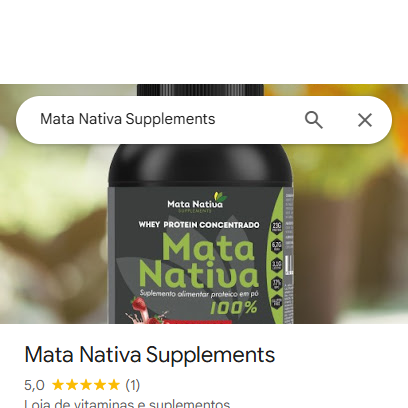 Mata Nativa Supplements
Mata Nativa
SUPPLEMENTS
WHEY PROTEIN CONCENTRADO
Mata
Nativa
Suplemento alimentar proteico em pó
100%
Mata Nativa Supplements
5,0 (1)
Loja de vitaminas e suplementos